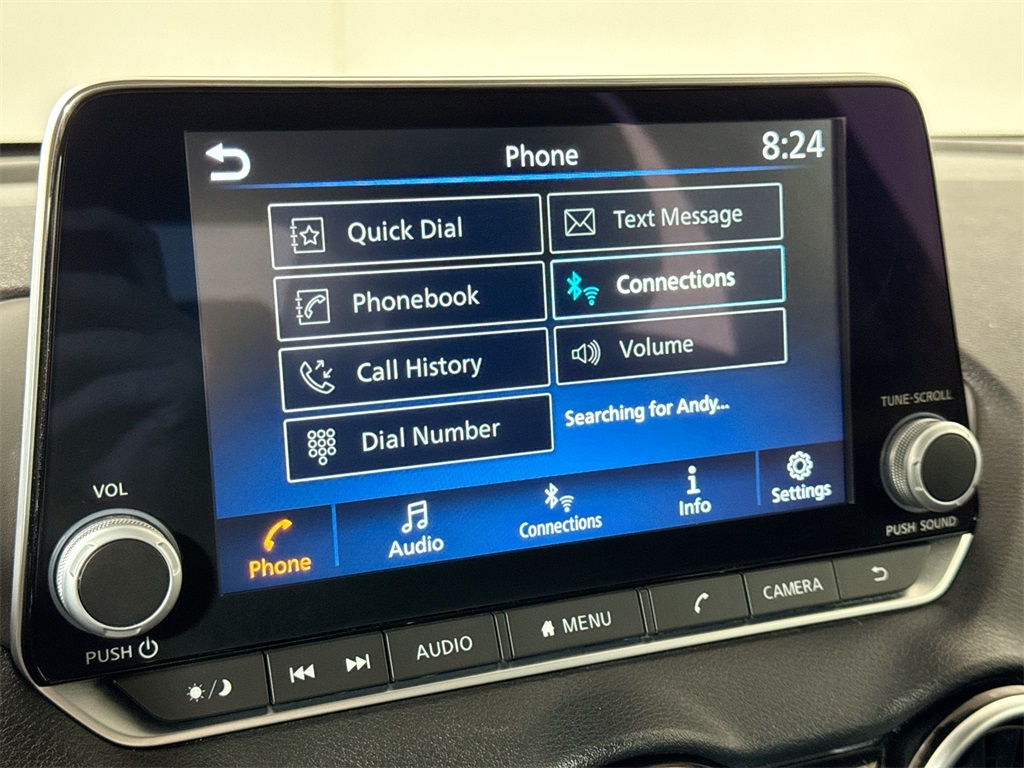 Phone
8:24
Quick Dial
Text Message
Phonebook
Connections
Call History
Volume
Dial Number
Searching for Andy...
Phone
Audio
Connections
Info
Settings
VOL
PUSH
TUNE·SCROLL
PUSH SOUND
AUDIO
MENU
CAMERA